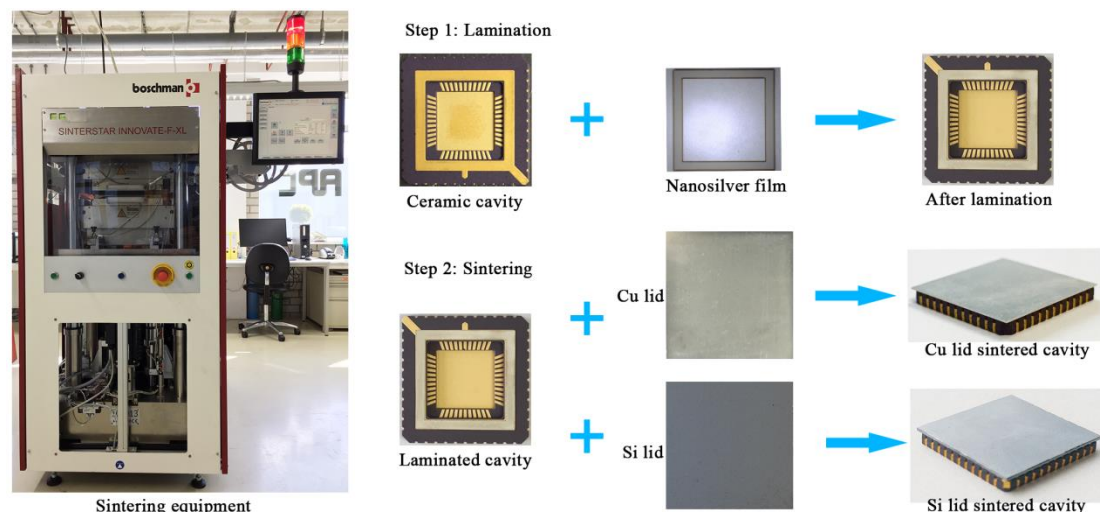 boschman
SINTERSTAR INNOVATE-F-XL
APC
Sintering equipment
Step 1: Lamination
Ceramic cavity
Nanosilver film
After lamination
Step 2: Sintering
Cu lid
Cu lid sintered cavity
Laminated cavity
Si lid
Si lid sintered cavity